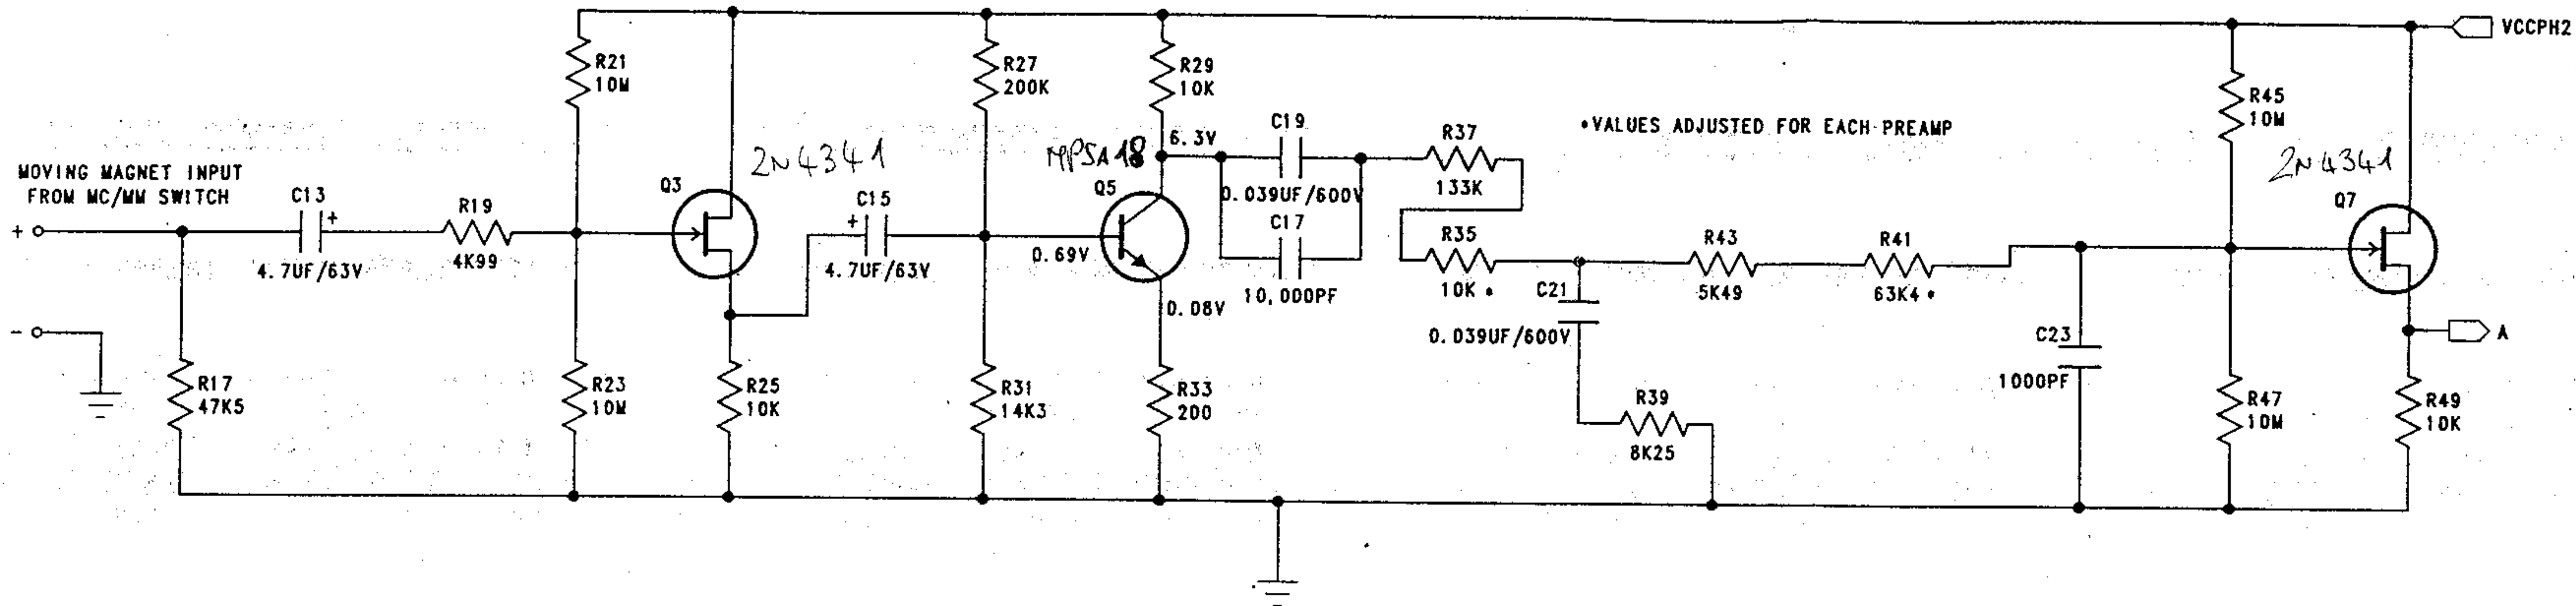 VCCPH2
R21
10M
R27
200K
R29
10K
R45
10M
6.3V
C19
0.039UF/600V
R37
133K
*VALUES ADJUSTED FOR EACH PREAMP
MOVING MAGNET INPUT
FROM MC/MM SWITCH
C13
+
4.7UF/63V
R19
4K99
Q3
2N4341
C15
+
4.7UF/63V
MPSA18
Q5
0.69V
0.08V
C17
10,000PF
R35
10K *
C21
0.039UF/600V
R43
5K49
R41
63K4 *
2N4341
Q7
+
-
A
R17
47K5
R23
10M
R25
10K
R31
14K3
R33
200
R39
8K25
C23
1000PF
R47
10M
R49
10K